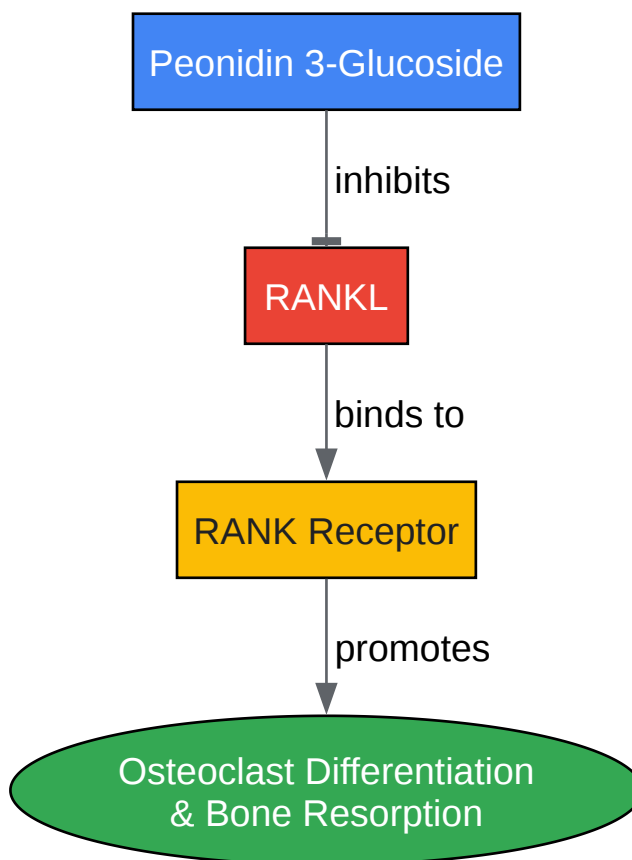 Peonidin 3-Glucoside
inhibits
RANKL
binds to
RANK Receptor
promotes
Osteoclast Differentiation
& Bone Resorption